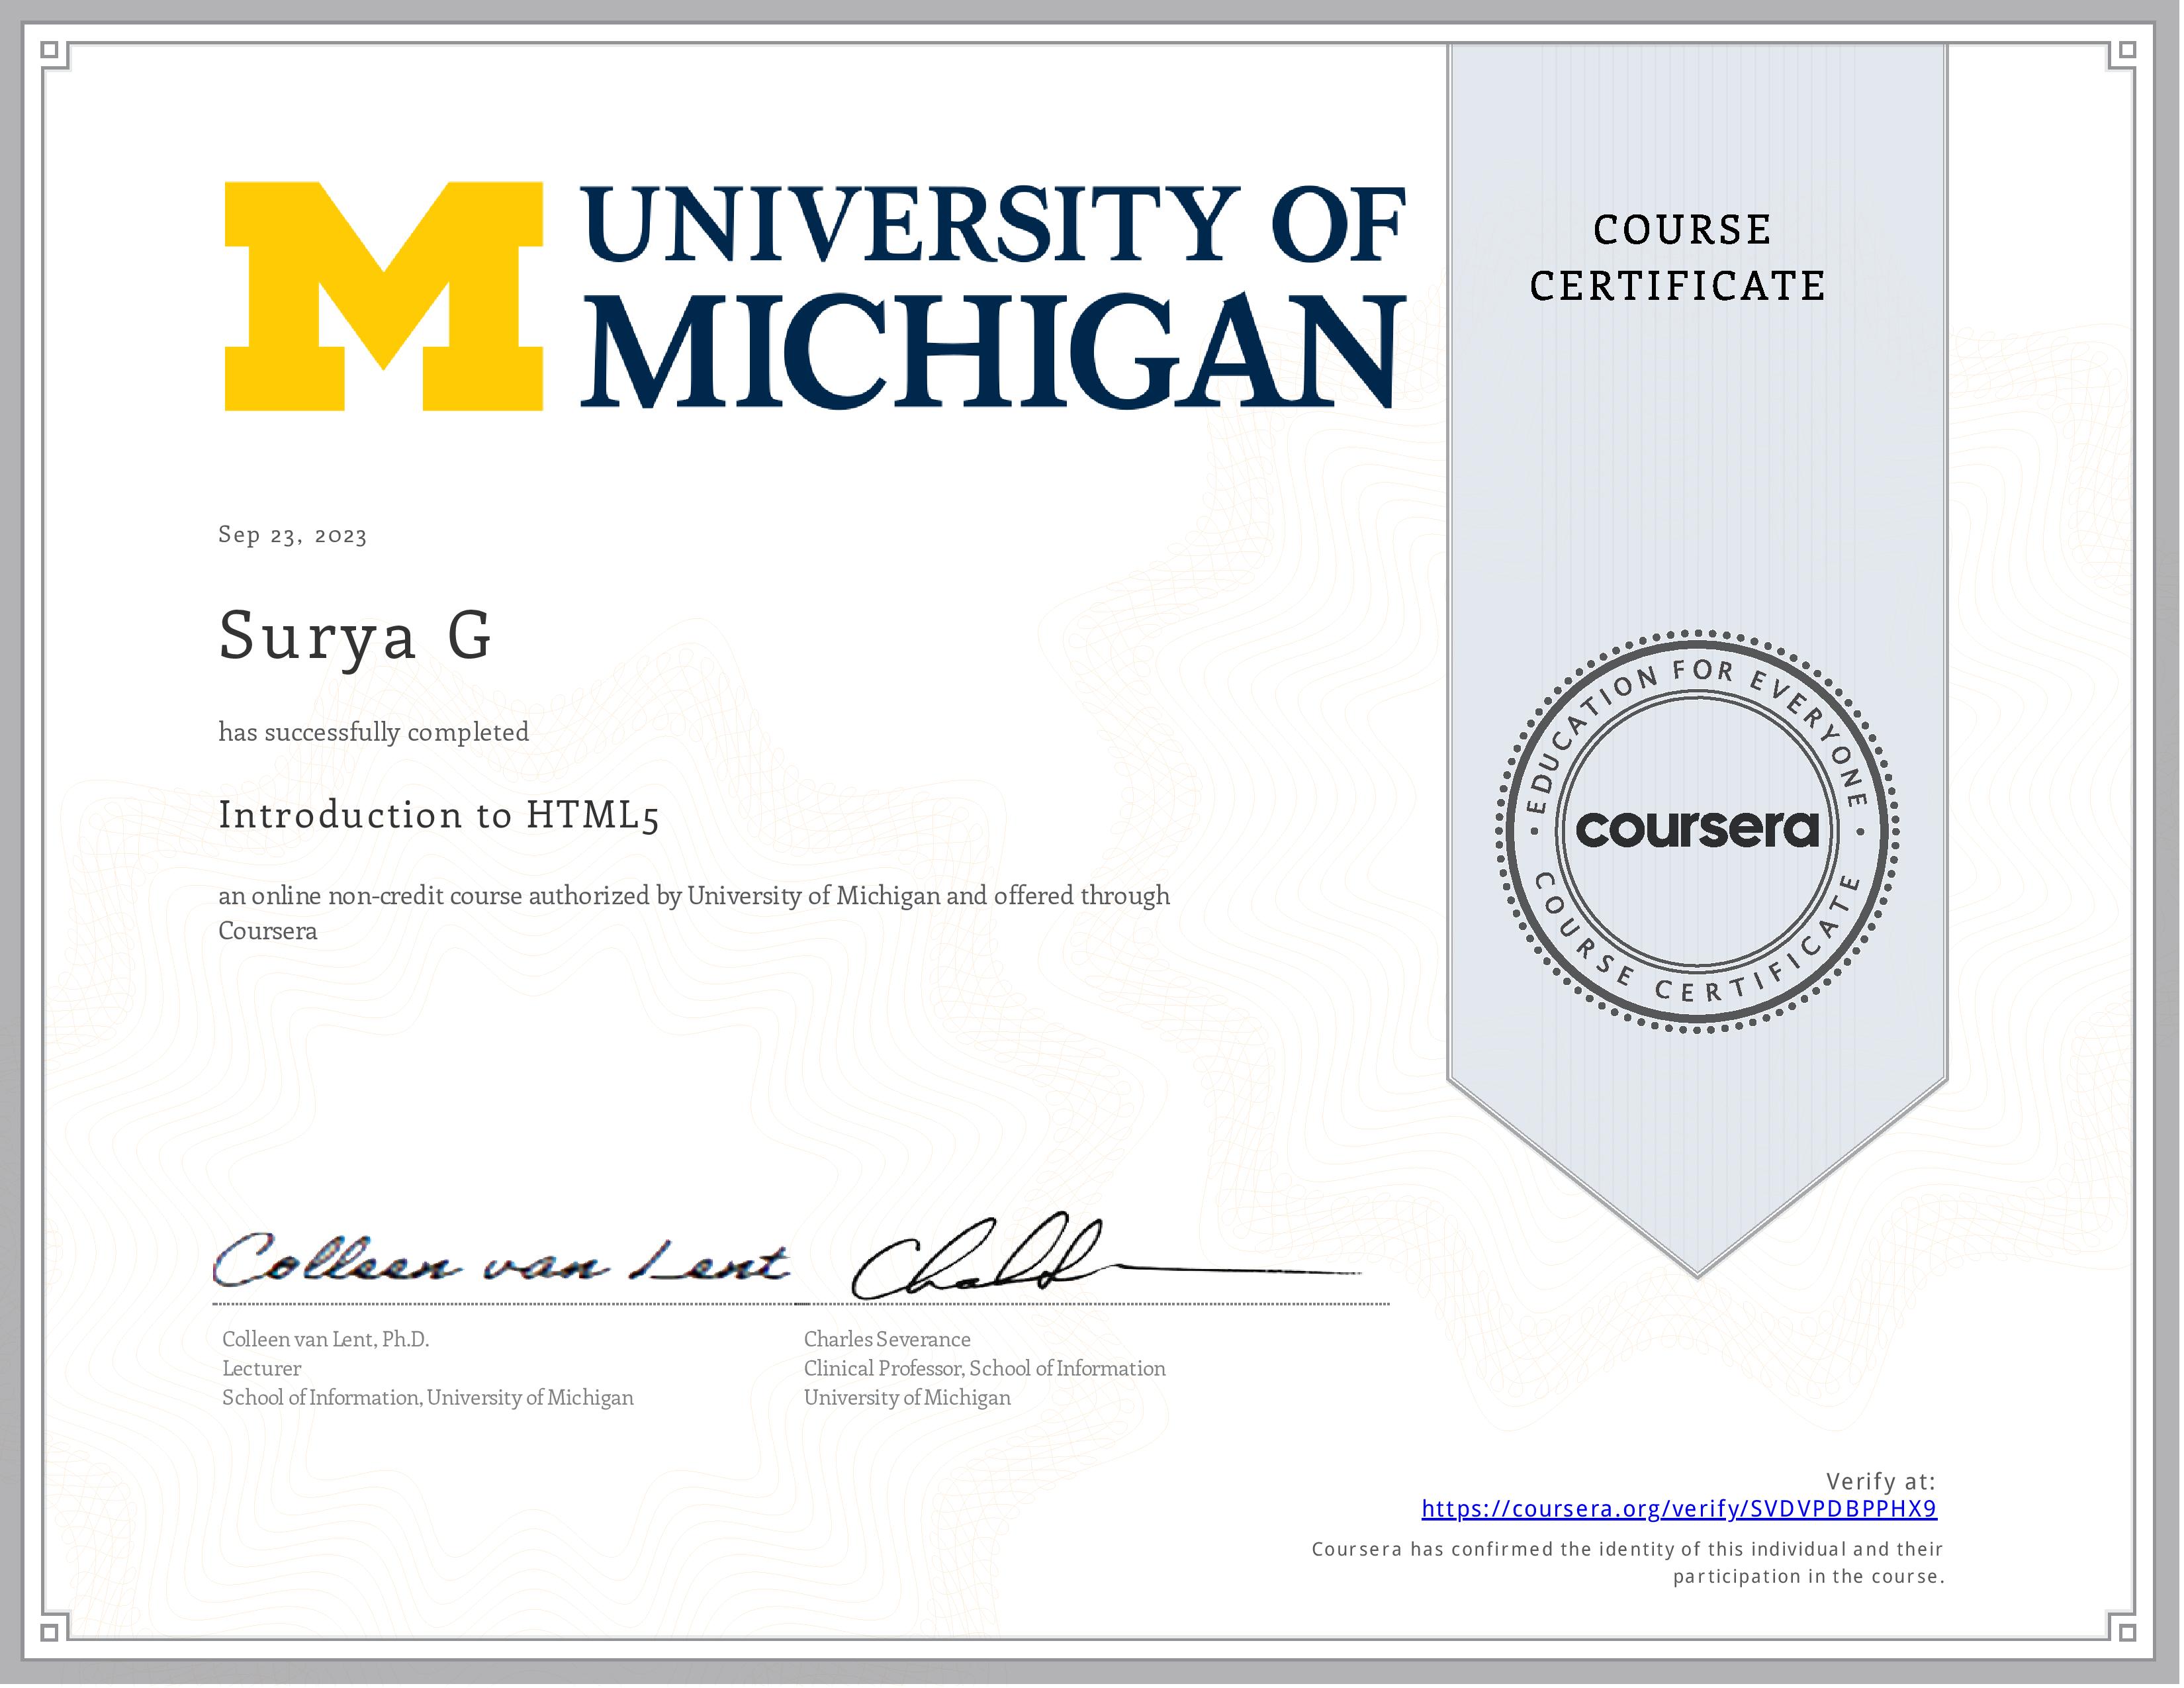 UNIVERSITY OF
MICHIGAN
COURSE
CERTIFICATE
Sep 23, 2023
Surya G
has successfully completed
Introduction to HTML5
an online non-credit course authorized by University of Michigan and offered through
Coursera
EDUCATION FOR EVERYONE
coursera
COURSE CERTIFICATE
Colleen van Lent
Colleen van Lent, Ph.D.
Lecturer
School of Information, University of Michigan
Charles Severance
Clinical Professor, School of Information
University of Michigan
Verify at:
https://coursera.org/verify/SVDVPDBPPHX9
Coursera has confirmed the identity of this individual and their
participation in the course.